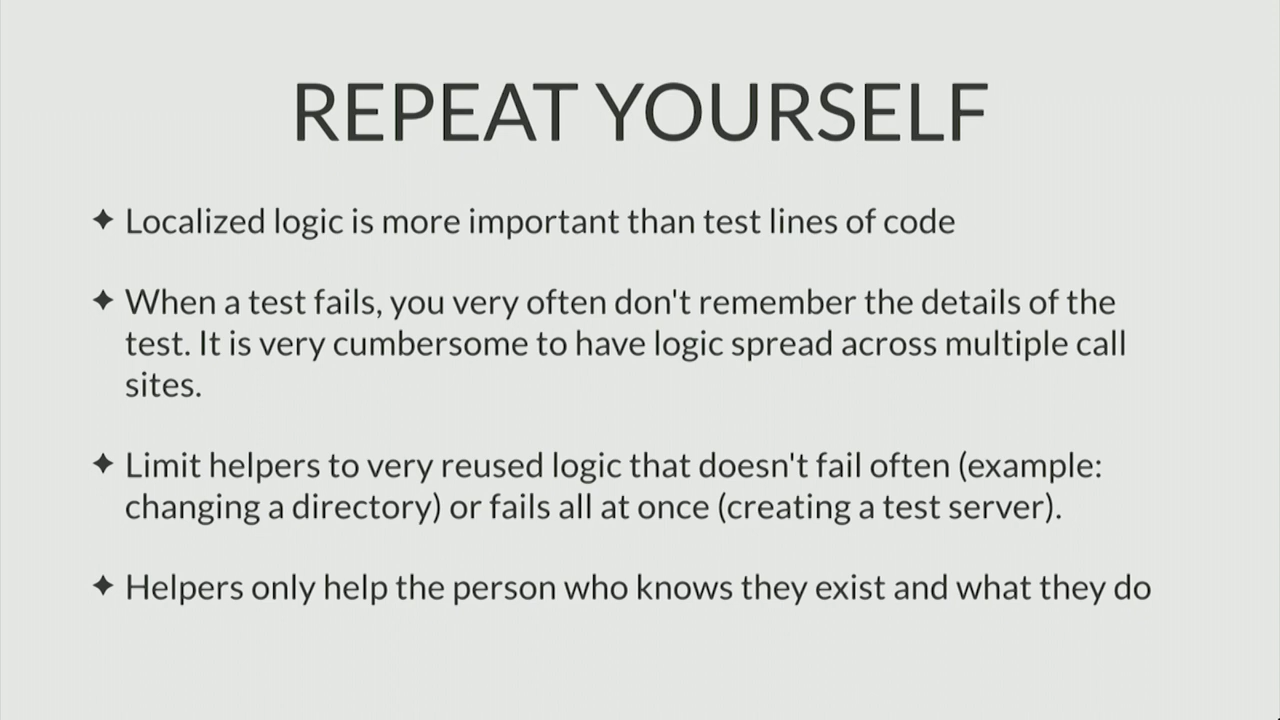 REPEAT YOURSELF
✦ Localized logic is more important than test lines of code
✦ When a test fails, you very often don't remember the details of the
test. It is very cumbersome to have logic spread across multiple call
sites.
✦ Limit helpers to very reused logic that doesn't fail often (example:
changing a directory) or fails all at once (creating a test server).
✦ Helpers only help the person who knows they exist and what they do